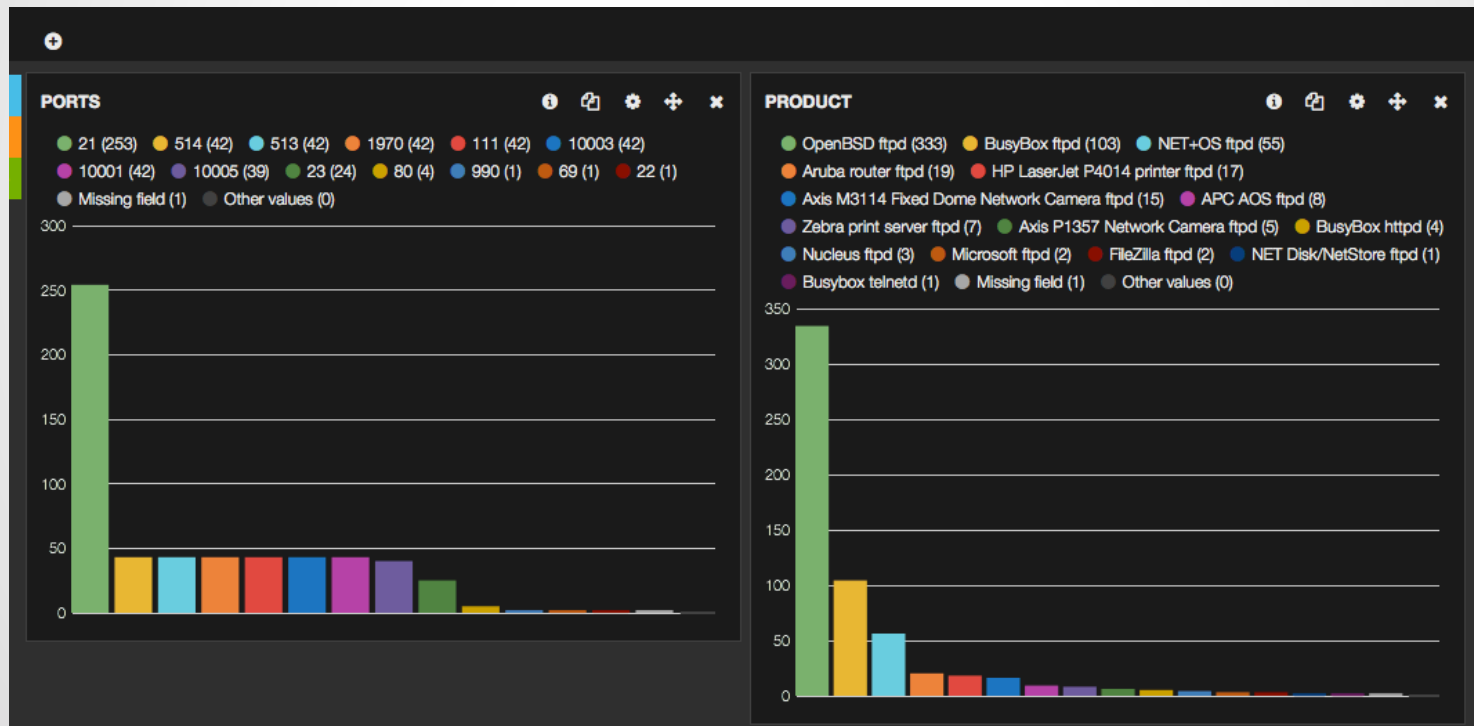 PORTS
21 (253) 514 (42) 513 (42) 1970 (42) 111 (42) 10003 (42)
10001 (42) 10005 (39) 23 (24) 80 (4) 990 (1) 69 (1) 22 (1)
Missing field (1) Other values (0)
300
250
200
150
100
50
0
PRODUCT
OpenBSD ftpd (333) BusyBox ftpd (103) NET+OS ftpd (55)
Aruba router ftpd (19) HP LaserJet P4014 printer ftpd (17)
Axis M3114 Fixed Dome Network Camera ftpd (15) APC AOS ftpd (8)
Zebra print server ftpd (7) Axis P1357 Network Camera ftpd (5) BusyBox httpd (4)
Nucleus ftpd (3) Microsoft ftpd (2) FileZilla ftpd (2) NET Disk/NetStore ftpd (1)
Busybox telnetd (1) Missing field (1) Other values (0)
350
300
250
200
150
100
50
0